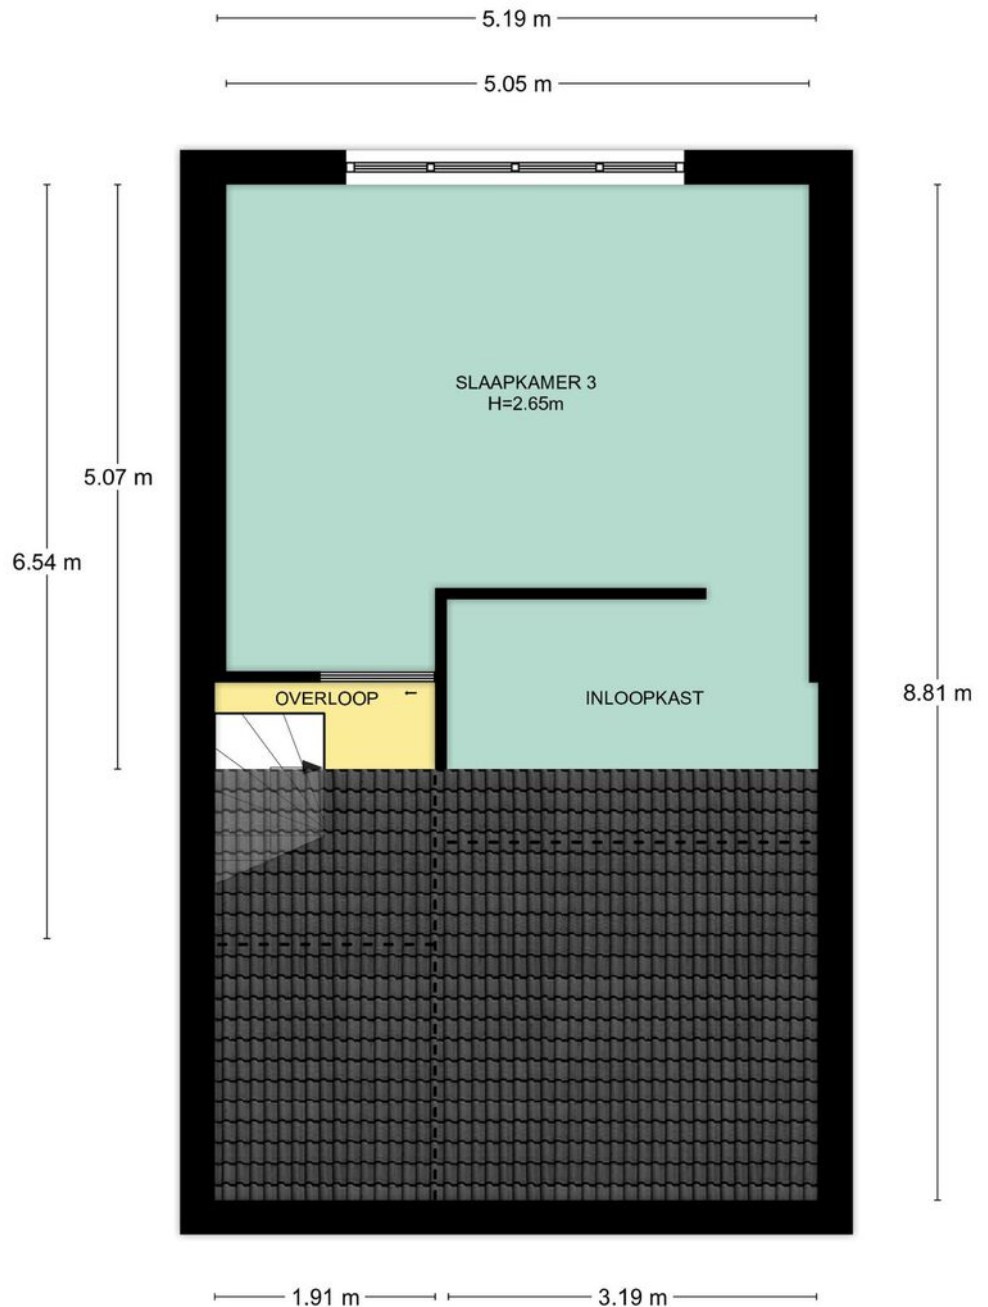 5.19 m
5.05 m
SLAAPKAMER 3
H=2.65m
5.07 m
6.54 m
OVERLOOP
INLOOPKAST
8.81 m
1.91 m
3.19 m